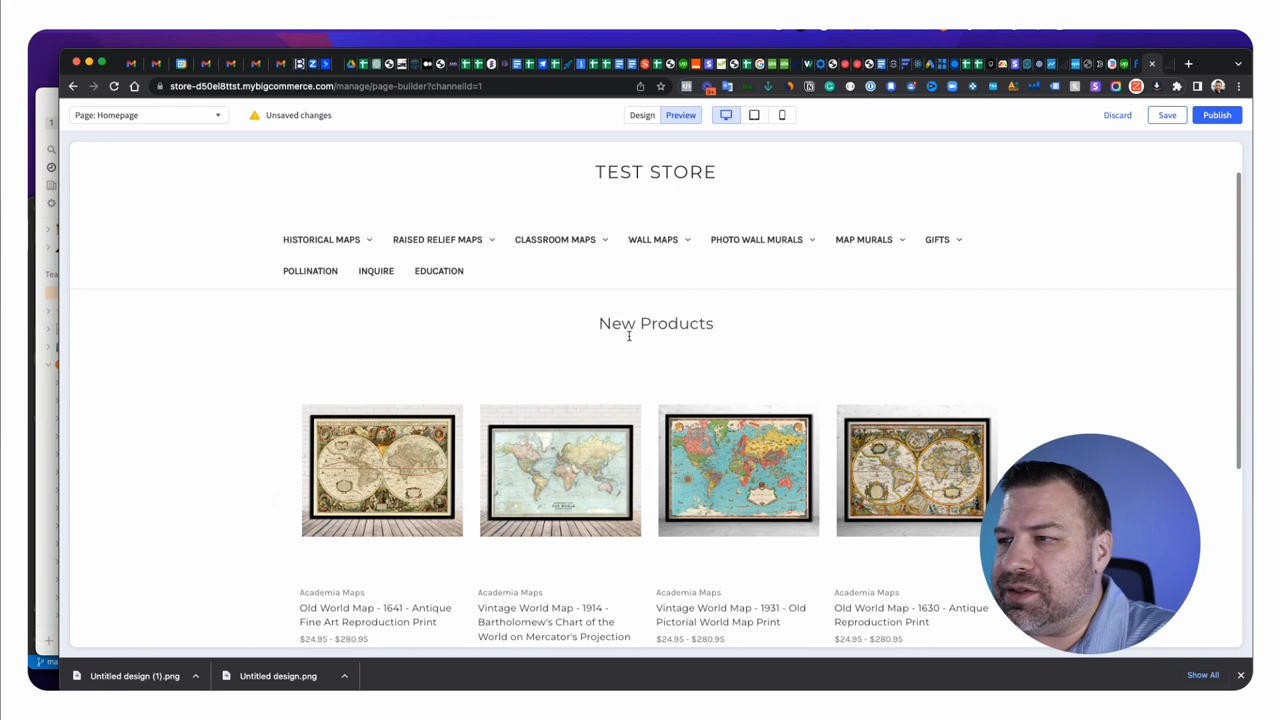 store-d50el8ttst.mybigcommerce.com/manage/page-builder?channelId=1
Page: Homepage
Unsaved changes
Design
Preview
Discard
Save
Publish
TEST STORE
HISTORICAL MAPS
RAISED RELIEF MAPS
CLASSROOM MAPS
WALL MAPS
PHOTO WALL MURALS
MAP MURALS
GIFTS
POLLINATION
INQUIRE
EDUCATION
New Products
Academia Maps
Old World Map - 1641 - Antique
Fine Art Reproduction Print
$24.95 - $280.95
Academia Maps
Vintage World Map - 1914 -
Bartholomew's Chart of the
World on Mercator's Projection
Academia Maps
Vintage World Map - 1931 - Old
Pictorial World Map Print
$24.95 - $280.95
Academia Maps
Old World Map - 1630 - Antique
Reproduction Print
$24.95 - $280.95
Untitled design (1).png
Untitled design.png
Show All